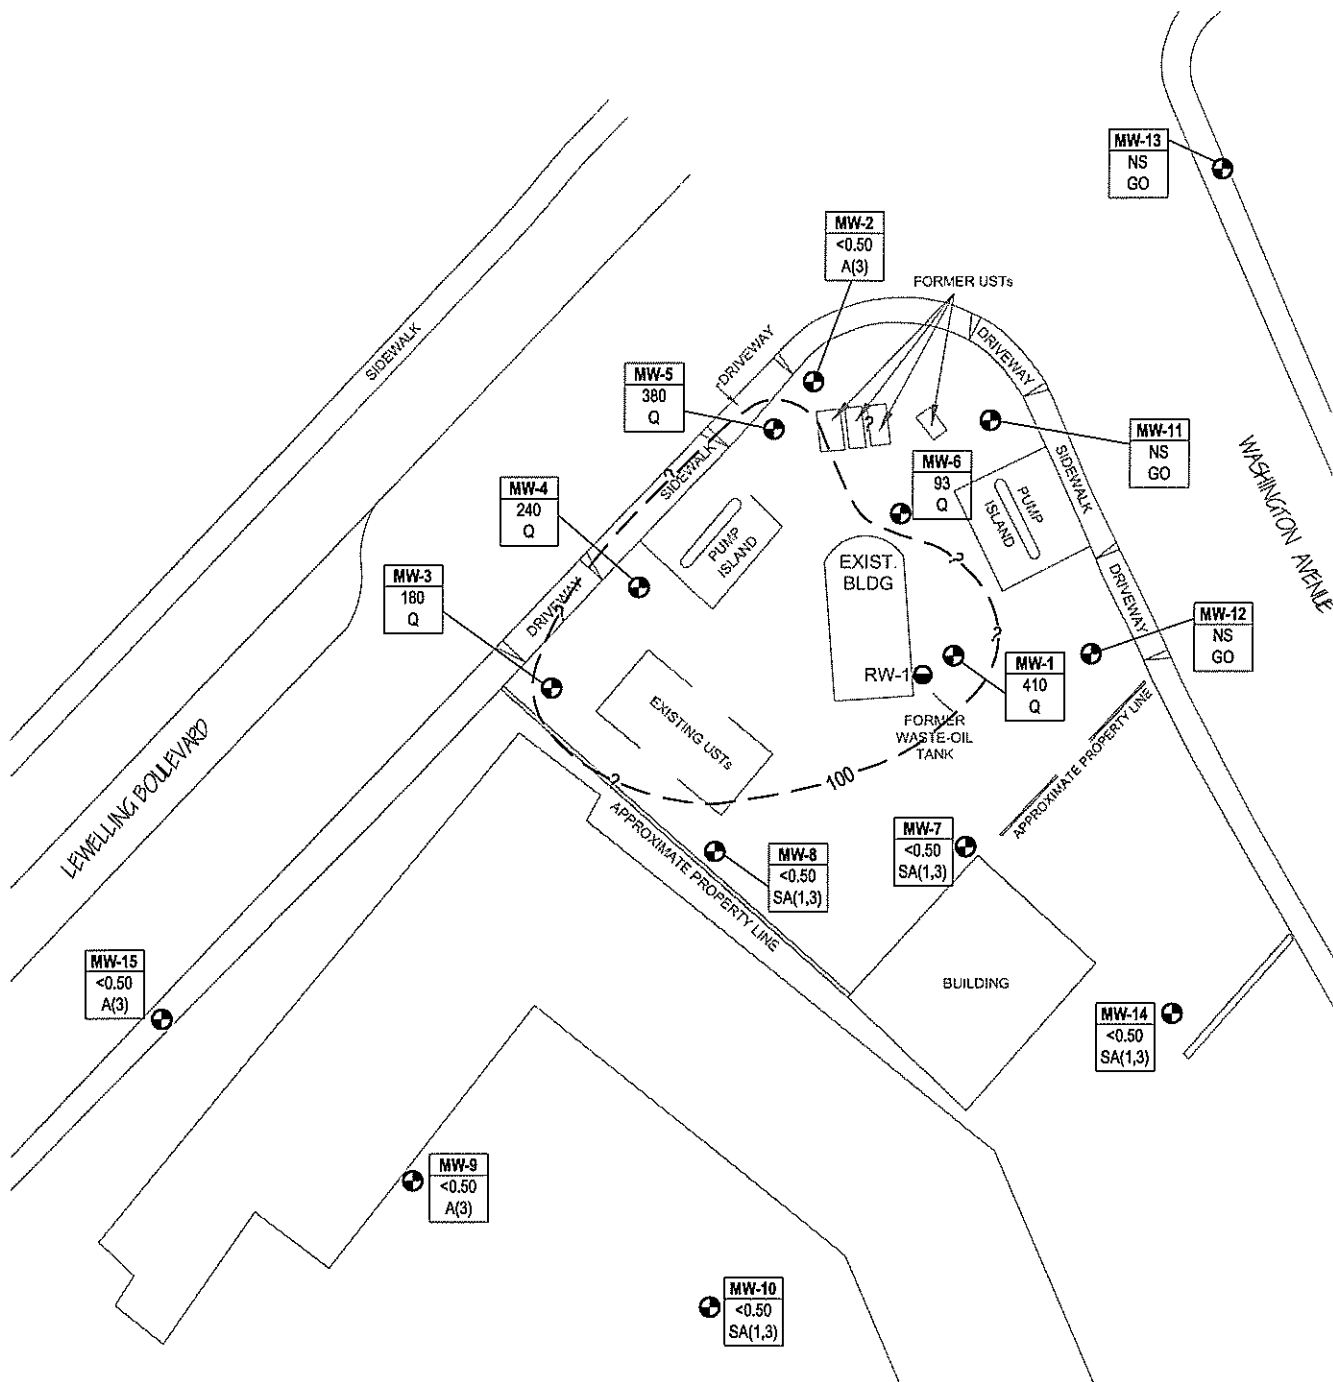 MW-13
NS
GO
MW-2
<0.50
A(3)
FORMER USTs
SIDEWALK
DRIVEWAY
DRIVEWAY
MW-5
380
Q
?
MW-11
NS
GO
WASHINGTON AVENUE
SIDEWALK
?
SIDEWALK
MW-6
93
Q
MW-4
240
Q
PUMP
ISLAND
PUMP
ISLAND
EXIST.
BLDG
?
MW-3
180
Q
DRIVEWAY
?
DRIVEWAY
MW-12
NS
GO
?
RW-1
MW-1
410
Q
EXISTING USTs
FORMER
WASTE-OIL
TANK
LEWELLING BOULEVARD
?
100
APPROXIMATE PROPERTY LINE
APPROXIMATE PROPERTY LINE
MW-7
<0.50
SA(1,3)
MW-8
<0.50
SA(1,3)
MW-15
<0.50
A(3)
BUILDING
MW-14
<0.50
SA(1,3)
MW-9
<0.50
A(3)
MW-10
<0.50
SA(1,3)